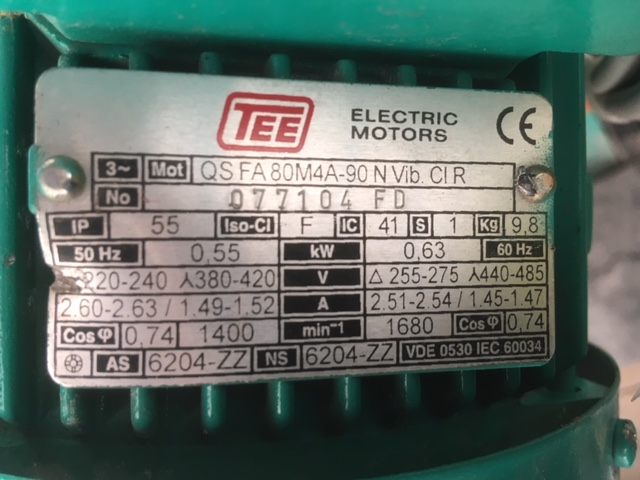 TEE ELECTRIC MOTORS CE
3~ Mot QS FA 80M4A-90 N Vib. Cl R
No 077104 FD
IP 55 Iso-Cl F IC 41 S 1 Kg 9,8
50 Hz 0,55 kW 0,63 60 Hz
220-240 ⅄380-420 V △ 255-275 ⅄440-485
2.60-2.63 / 1.49-1.52 A 2.51-2.54 / 1.45-1.47
Cos φ 0,74 1400 min⁻¹ 1680 Cos φ 0,74
AS 6204-ZZ NS 6204-ZZ VDE 0530 IEC 60034